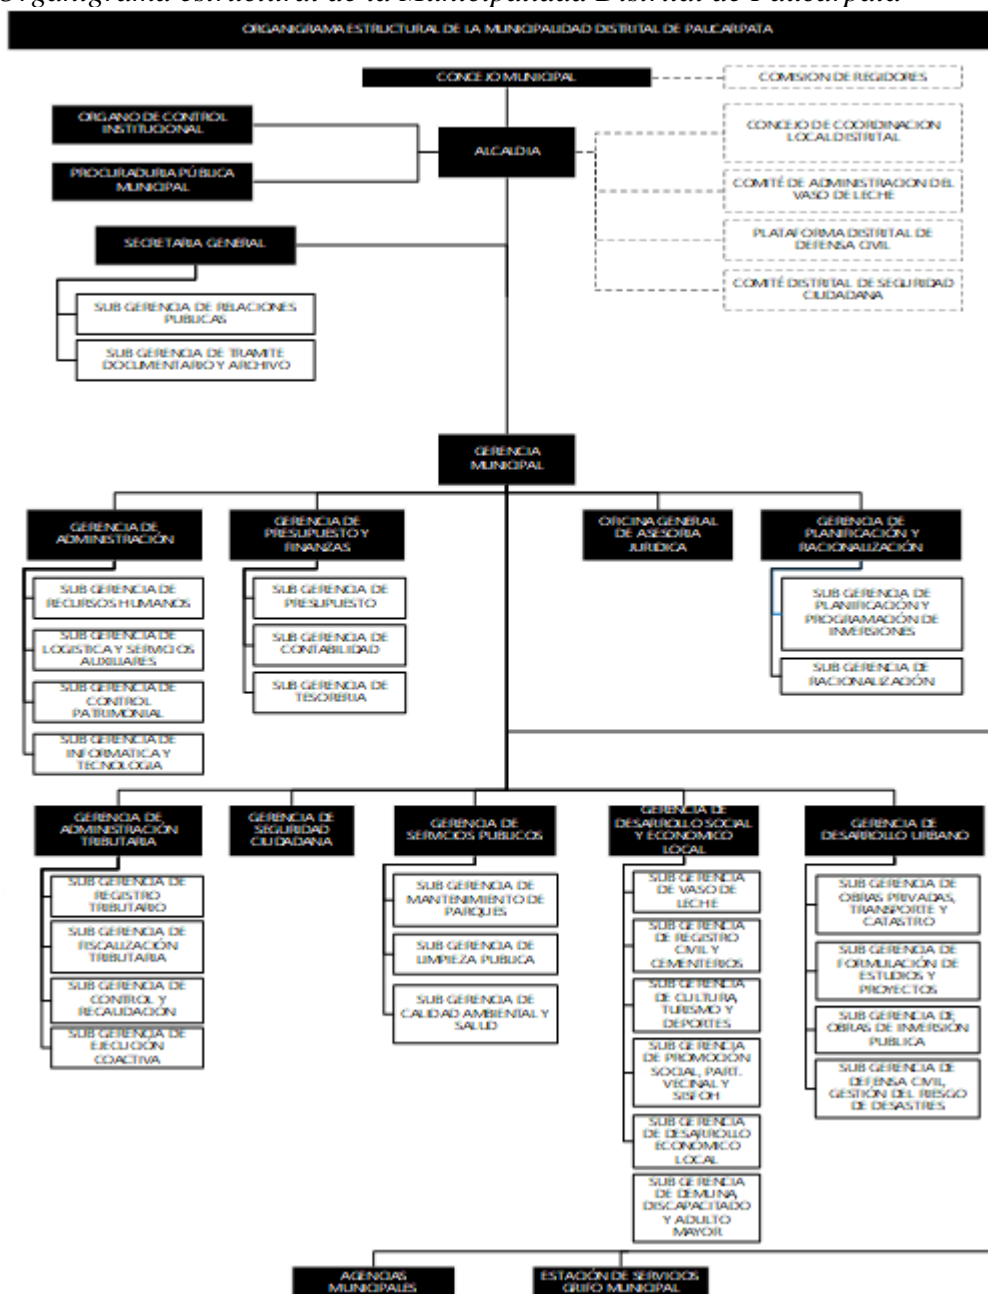 Organigrama estructural de la Municipalidad Distrital de Paucarpata
ORGANIGRAMA ESTRUCTURAL DE LA MUNICIPALIDAD DISTRITAL DE PAUCARPATA
CONCEJO MUNICIPAL
COMISION DE REGIDORES
ORGANO DE CONTROL
INSTITUCIONAL
ALCALDIA
CONCEJO DE COORDINACION
LOCAL DISTRITAL
PROCURADURIA PÚBLICA
MUNICIPAL
COMITÉ DE ADMINISTRACION DEL
VASO DE LECHE
SECRETARIA GENERAL
PLATAFORMA DISTRITAL DE
DEFENSA CIVIL
COMITÉ DISTRITAL DE SEGURIDAD
CIUDADANA
SUB GERENCIA DE RELACIONES
PUBLICAS
SUB GERENCIA DE TRAMITE
DOCUMENTARIO Y ARCHIVO
GERENCIA
MUNICIPAL
GERENCIA DE
ADMINISTRACIÓN
GERENCIA DE
PRESUPUESTO Y
FINANZAS
OFICINA GENERAL
DE ASESORIA
JURIDICA
GERENCIA DE
PLANIFICACIÓN Y
RACIONALIZACIÓN
SUB GERENCIA DE
RECURSOS HUMANOS
SUB GERENCIA DE
LOGISTICA Y SERVICIOS
AUXILIARES
SUB GERENCIA DE
CONTROL
PATRIMONIAL
SUB GERENCIA DE
INFORMATICA Y
TECNOLOGIA
SUB GERENCIA DE
PRESUPUESTO
SUB GERENCIA DE
CONTABILIDAD
SUB GERENCIA DE
TESORERIA
SUB GERENCIA DE
PLANIFICACIÓN Y
PROGRAMACIÓN DE
INVERSIONES
SUB GERENCIA DE
RACIONALIZACIÓN
GERENCIA DE
ADMINISTRACIÓN
TRIBUTARIA
GERENCIA DE
SEGURIDAD
CIUDADANA
GERENCIA DE
SERVICIOS PUBLICOS
GERENCIA DE
DESARROLLO SOCIAL
Y ECONOMICO
LOCAL
GERENCIA DE
DESARROLLO URBANO
SUB GERENCIA DE
REGISTRO
TRIBUTARIO
SUB GERENCIA DE
FISCALIZACIÓN
TRIBUTARIA
SUB GERENCIA DE
CONTROL Y
RECAUDACIÓN
SUB GERENCIA DE
EJECUCIÓN
COACTIVA
SUB GERENCIA DE
MANTENIMIENTO DE
PARQUES
SUB GERENCIA DE
LIMPIEZA PUBLICA
SUB GERENCIA DE
CALIDAD AMBIENTAL Y
SALUD
SUB GERENCIA
DE VASO DE
LECHE
SUB GERENCIA
DE REGISTRO
CIVIL Y
CEMENTERIOS
SUB GERENCIA
DE CULTURA,
TURISMO Y
DEPORTES
SUB GERENCIA
DE PROMOCIÓN
SOCIAL, PART.
VECINAL Y
SISFOH
SUB GERENCIA
DE DESARROLLO
ECONOMICO
LOCAL
SUB GERENCIA
DE DEMUNA,
DISCAPACITADO
Y ADULTO
MAYOR
SUB GERENCIA DE
OBRAS PRIVADAS,
TRANSPORTE Y
CATASTRO
SUB GERENCIA DE
FORMULACIÓN DE
ESTUDIOS Y
PROYECTOS
SUB GERENCIA DE
OBRAS DE INVERSIÓN
PUBLICA
SUB GERENCIA DE
DEFENSA CIVIL,
GESTIÓN DEL RIESGO
DE DESASTRES
AGENCIAS
MUNICIPALES
ESTACIÓN DE SERVICIOS
GRIFO MUNICIPAL